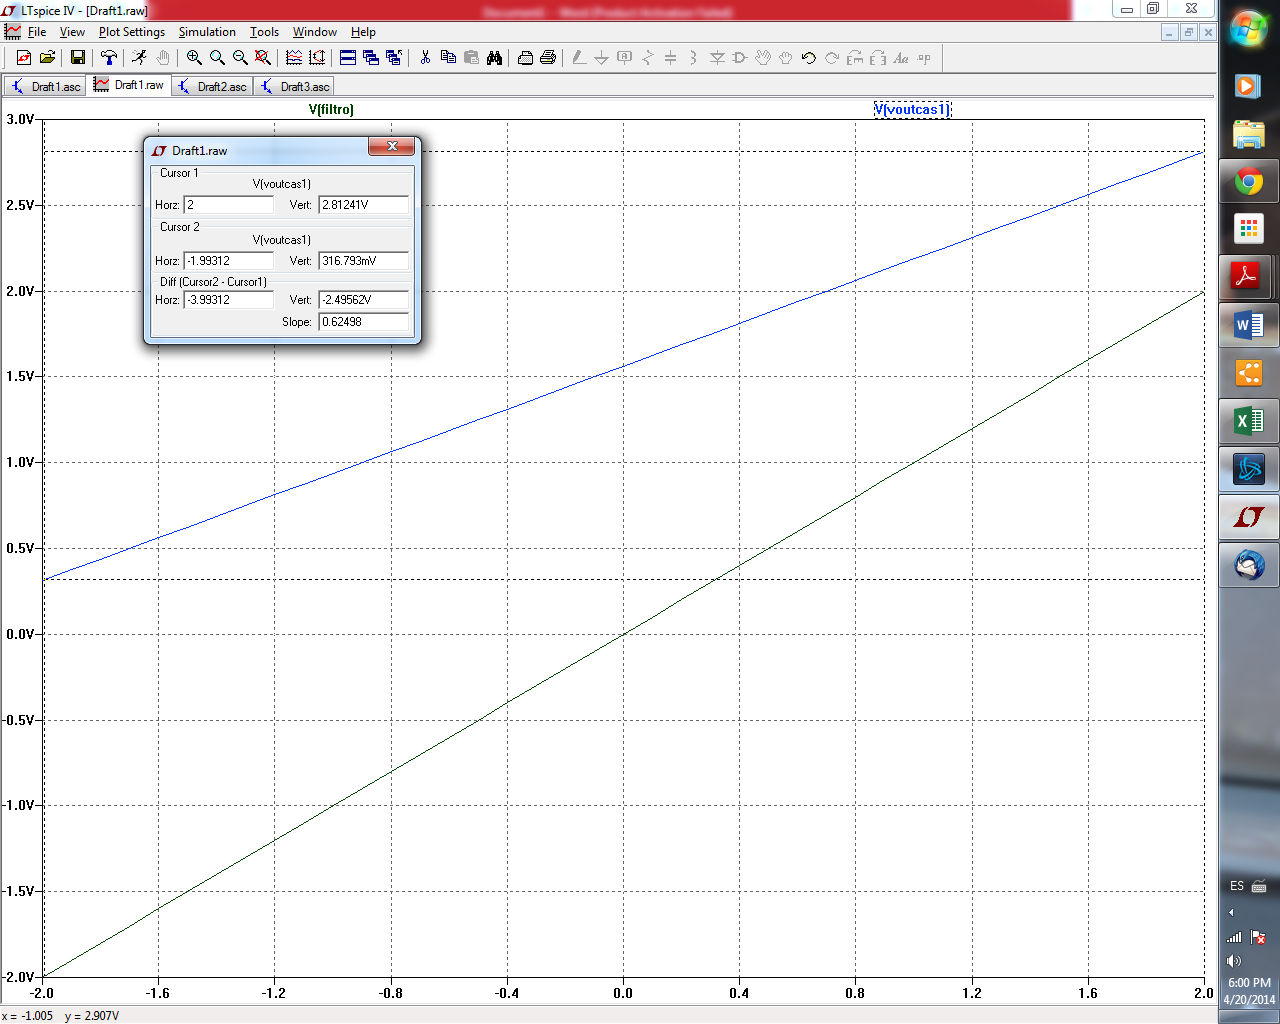 LTspice IV - [Draft1.raw]
Document1 - Word (Product Activation Failed)
File View Plot Settings Simulation Tools Window Help
Draft1.asc Draft1.raw Draft2.asc Draft3.asc
V(filtro) V(voutcas1)
3.0V
2.5V
2.0V
1.5V
1.0V
0.5V
0.0V
-0.5V
-1.0V
-1.5V
-2.0V
-2.0 -1.6 -1.2 -0.8 -0.4 0.0 0.4 0.8 1.2 1.6 2.0
Draft1.raw
Cursor 1
V(voutcas1)
Horz: 2 Vert: 2.81241V
Cursor 2
V(voutcas1)
Horz: -1.99312 Vert: 316.793mV
Diff (Cursor2 - Cursor1)
Horz: -3.99312 Vert: -2.49562V
Slope: 0.62498
x = -1.005 y = 2.907V
ES
6:00 PM
4/20/2014